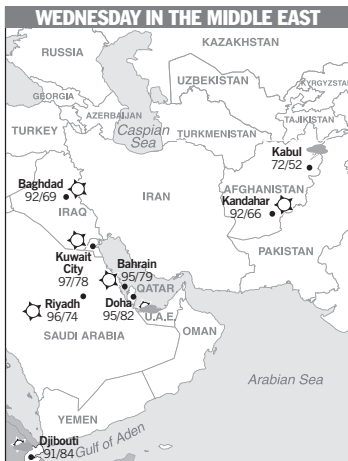 WEDNESDAY IN THE MIDDLE EAST
KAZAKHSTAN
RUSSIA
UZBEKISTAN
KYRGYZSTAN
GEORGIA
AZERBAIJAN
TAJIKISTAN
TURKEY
Caspian
Sea
TURKMENISTAN
Kabul
72/52
Baghdad
92/69
IRAQ
IRAN
AFGHANISTAN
Kandahar
92/66
PAKISTAN
Kuwait
City
97/78
Bahrain
95/79
QATAR
Riyadh
96/74
Doha
95/82
U.A.E.
SAUDI ARABIA
OMAN
Arabian Sea
YEMEN
Djibouti
91/84
Gulf of Aden